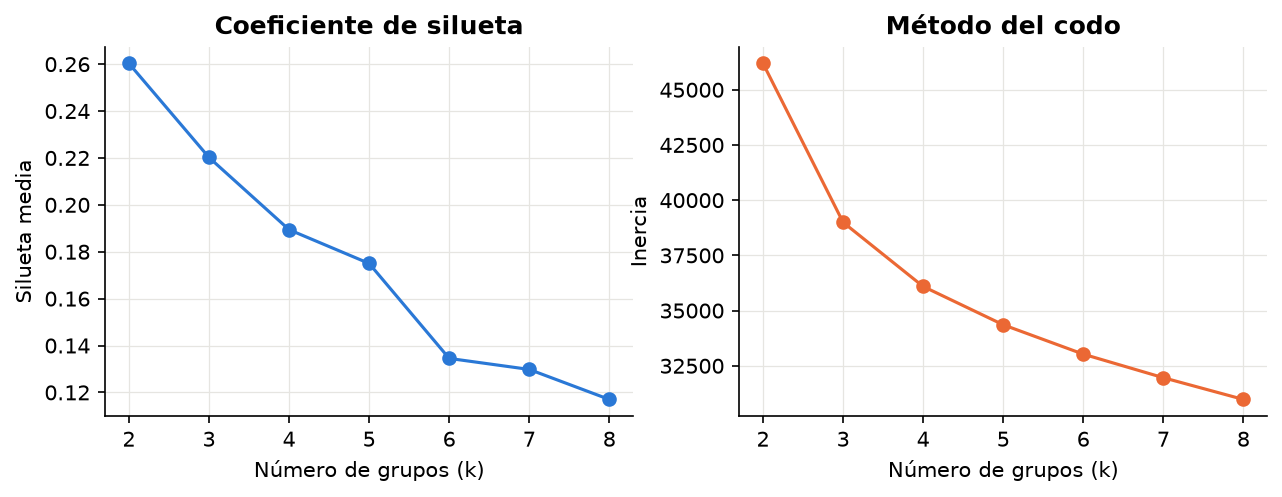 Coeficiente de silueta
Silueta media
0.26
0.24
0.22
0.20
0.18
0.16
0.14
0.12
2 3 4 5 6 7 8
Número de grupos (k)
Método del codo
Inercia
45000
42500
40000
37500
35000
32500
2 3 4 5 6 7 8
Número de grupos (k)